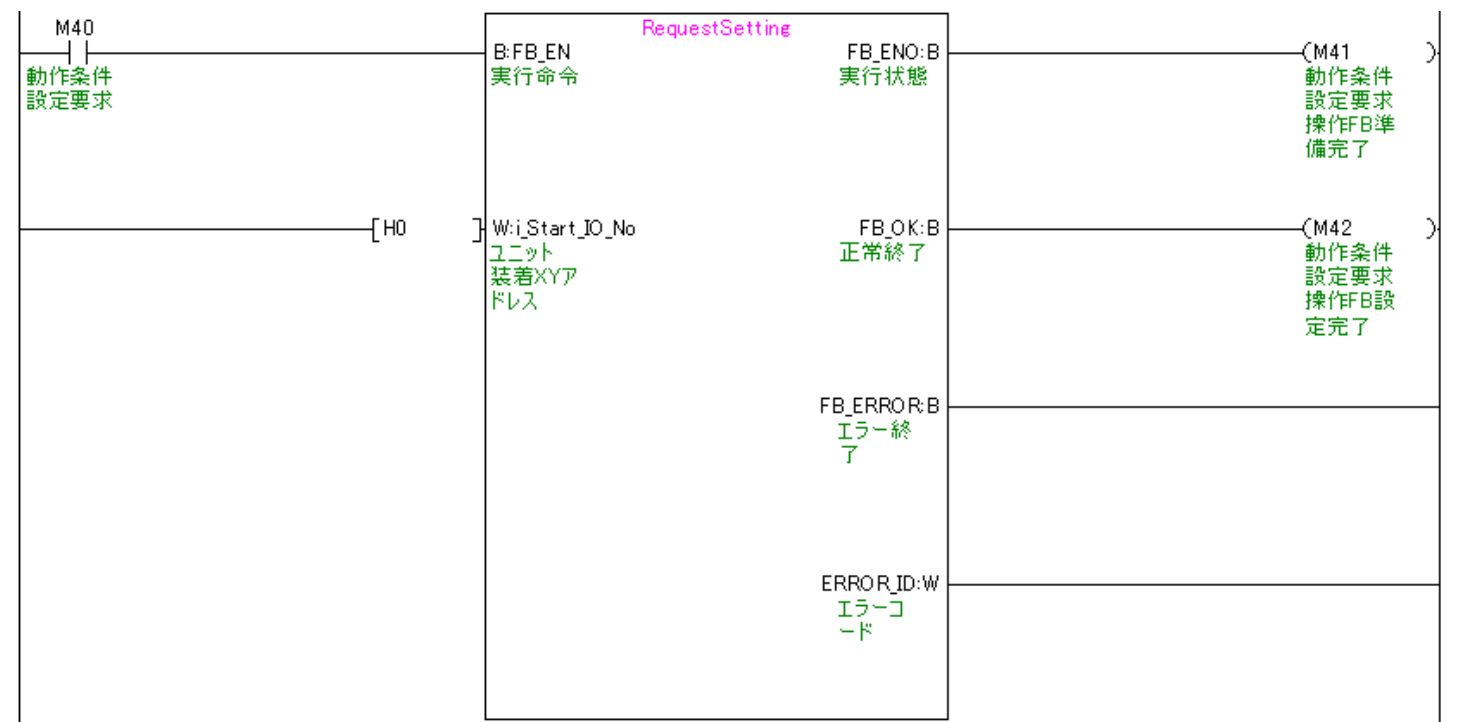 M40
動作条件
設定要求
RequestSetting
B:FB_EN
実行命令
FB_ENO:B
実行状態
(M41 )
動作条件
設定要求
操作FB準
備完了
[H0 ]
W:i_Start_IO_No
ユニット
装着XYア
ドレス
FB_OK:B
正常終了
(M42 )
動作条件
設定要求
操作FB設
定完了
FB_ERROR:B
エラー終
了
ERROR_ID:W
エラーコ
ード